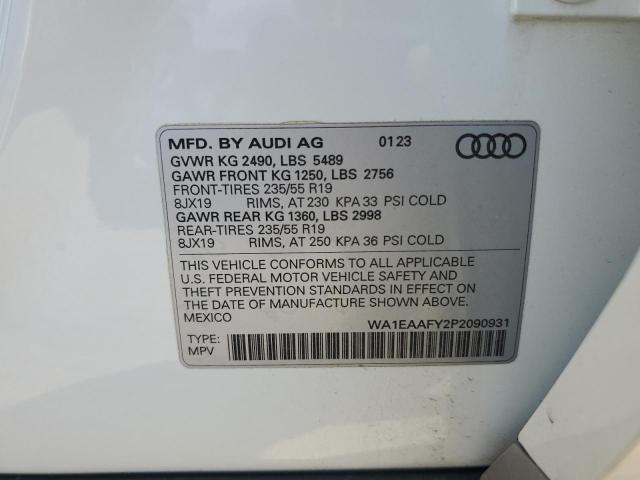 MFD. BY AUDI AG 0123
GVWR KG 2490, LBS 5489
GAWR FRONT KG 1250, LBS 2756
FRONT-TIRES 235/55 R19
8JX19 RIMS, AT 230 KPA 33 PSI COLD
GAWR REAR KG 1360, LBS 2998
REAR-TIRES 235/55 R19
8JX19 RIMS, AT 250 KPA 36 PSI COLD
THIS VEHICLE CONFORMS TO ALL APPLICABLE
U.S. FEDERAL MOTOR VEHICLE SAFETY AND
THEFT PREVENTION STANDARDS IN EFFECT ON
THE DATE OF MANUFACTURE SHOWN ABOVE.
MEXICO
WA1EAAFY2P2090931
TYPE:
MPV